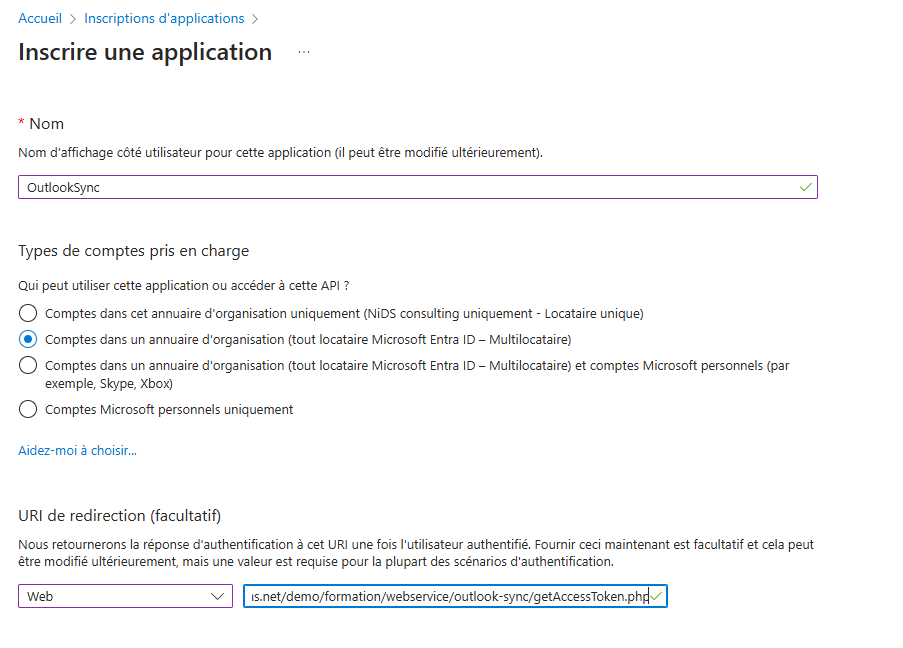 Accueil > Inscriptions d'applications >
Inscrire une application ...
* Nom
Nom d'affichage côté utilisateur pour cette application (il peut être modifié ultérieurement).
OutlookSync
Types de comptes pris en charge
Qui peut utiliser cette application ou accéder à cette API ?
Comptes dans cet annuaire d'organisation uniquement (NiDS consulting uniquement - Locataire unique)
Comptes dans un annuaire d'organisation (tout locataire Microsoft Entra ID – Multilocataire)
Comptes dans un annuaire d'organisation (tout locataire Microsoft Entra ID – Multilocataire) et comptes Microsoft personnels (par
exemple, Skype, Xbox)
Comptes Microsoft personnels uniquement
Aidez-moi à choisir...
URI de redirection (facultatif)
Nous retournerons la réponse d'authentification à cet URI une fois l'utilisateur authentifié. Fournir ceci maintenant est facultatif et cela peut
être modifié ultérieurement, mais une valeur est requise pour la plupart des scénarios d'authentification.
Web
s.net/demo/formation/webservice/outlook-sync/getAccessToken.php